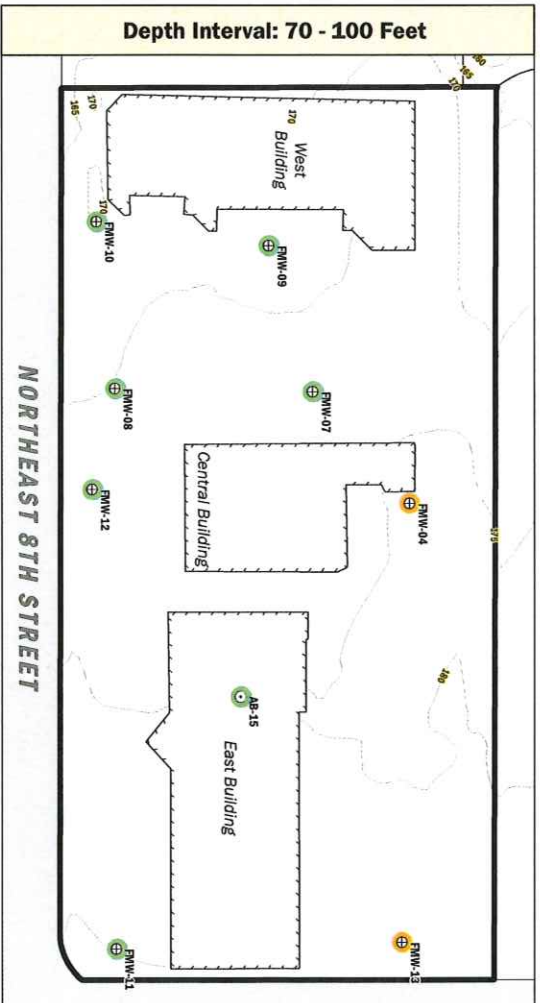 Depth Interval: 70 - 100 Feet
180
165
170
170
165
170
170
West
Building
FMW-10
FMW-09
FMW-08
FMW-07
FMW-12
FMW-04
175
Central Building
180
AB-15
East Building
FMW-11
FMW-13
NORTHEAST 8TH STREET